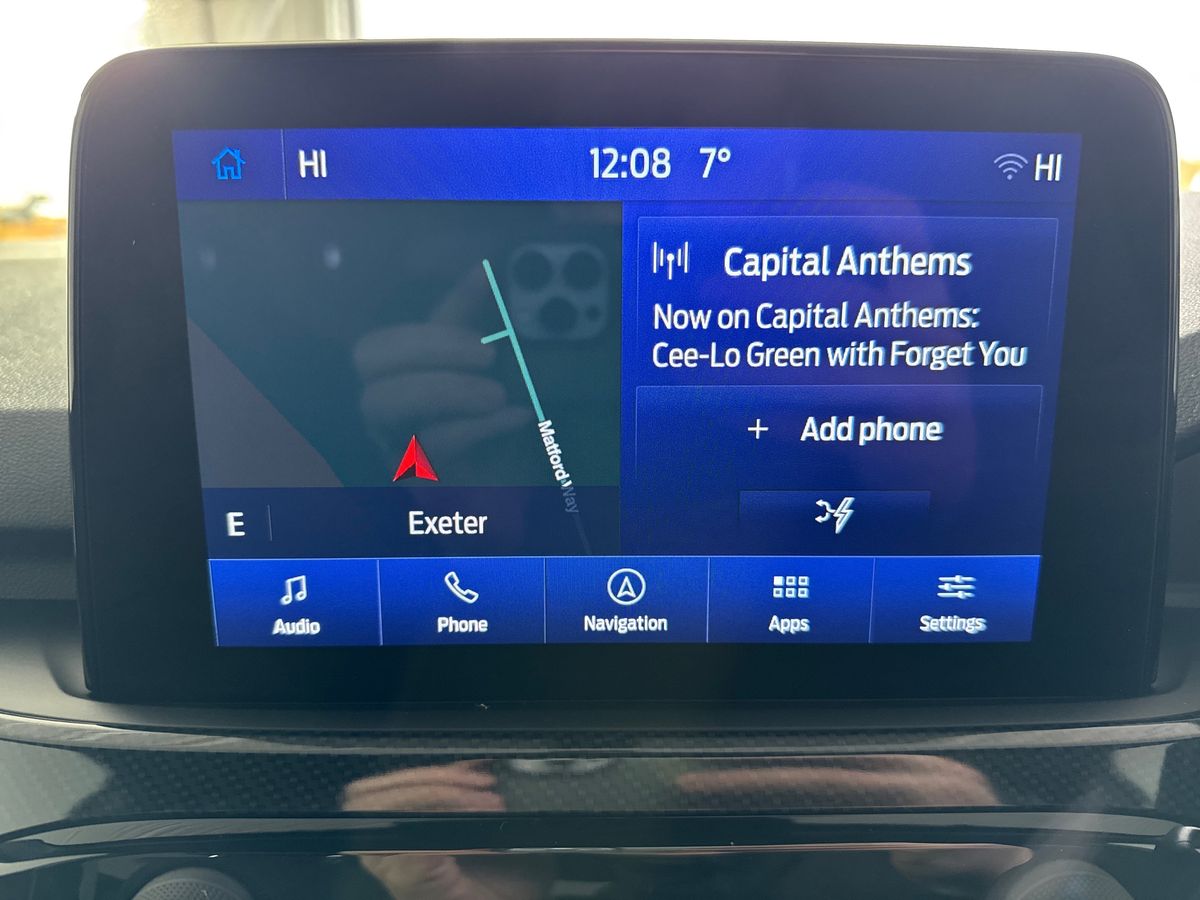 HI 12:08 7° HI
Capital Anthems
Now on Capital Anthems:
Cee-Lo Green with Forget You
Add phone
Matford Way
E Exeter
Audio Phone Navigation Apps Settings